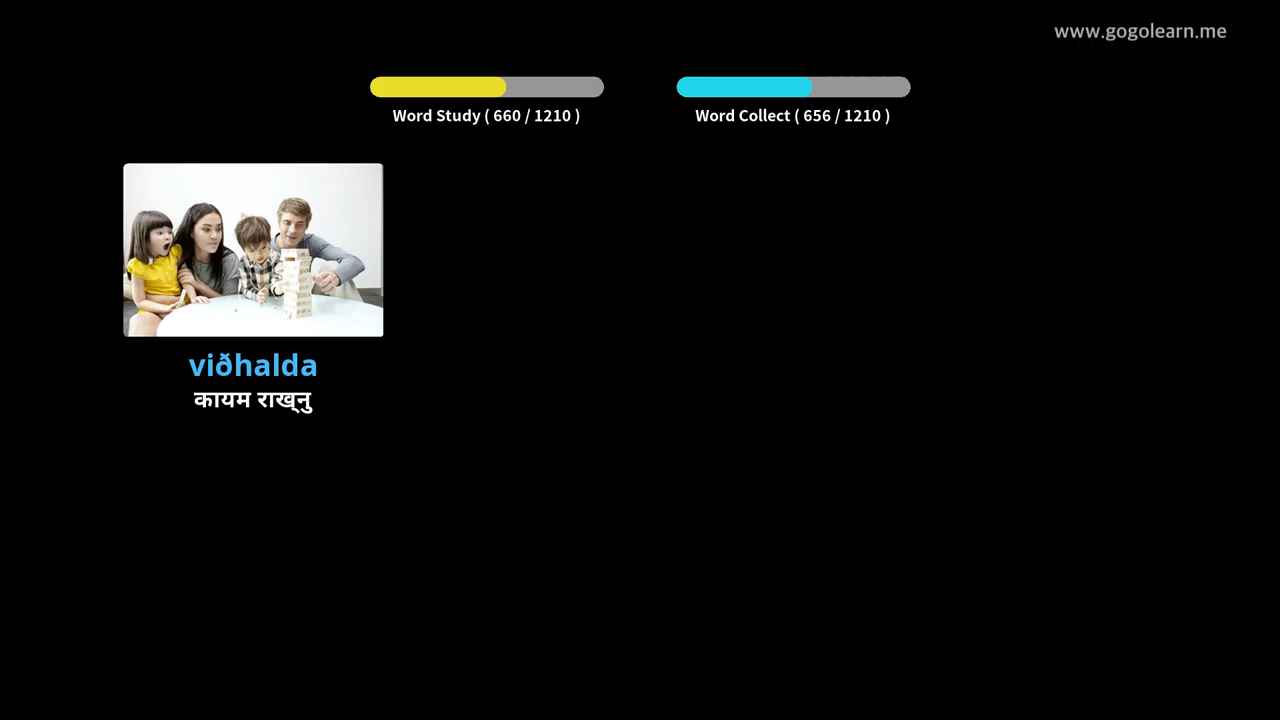 www.gogolearn.me
Word Study ( 660 / 1210 )
Word Collect ( 656 / 1210 )
viðhalda
कायम राख्नु